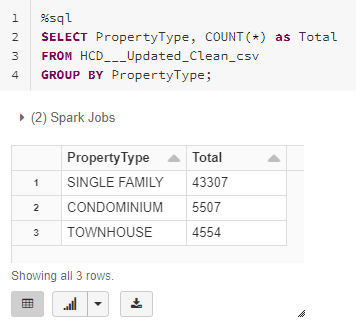 1 %sql
2 SELECT PropertyType, COUNT(*) as Total
3 FROM HCD___Updated_Clean_csv
4 GROUP BY PropertyType;
(2) Spark Jobs
PropertyType Total
1 SINGLE FAMILY 43307
2 CONDOMINIUM 5507
3 TOWNHOUSE 4554
Showing all 3 rows.